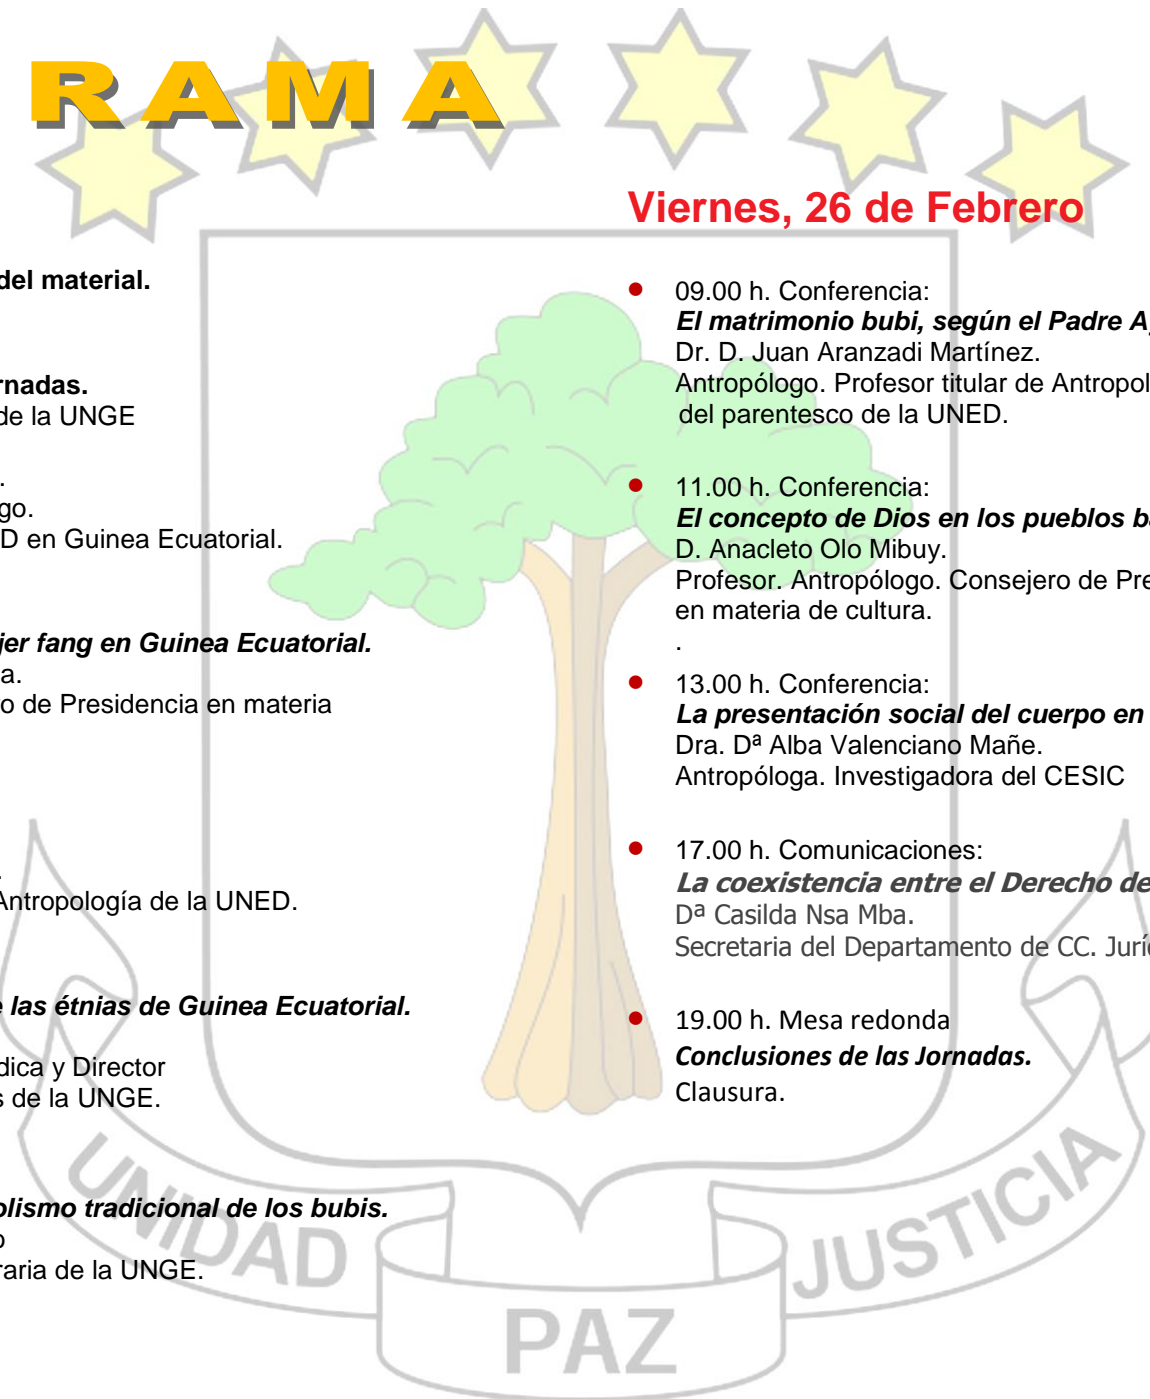 RAMA
del material.
rnadas.
de la UNGE
.
go.
D en Guinea Ecuatorial.
jer fang en Guinea Ecuatorial.
a.
o de Presidencia en materia
.
Antropología de la UNED.
e las étnias de Guinea Ecuatorial.
dica y Director
s de la UNGE.
olismo tradicional de los bubis.
o
raria de la UNGE.
Viernes, 26 de Febrero
● 09.00 h. Conferencia:
El matrimonio bubi, según el Padre A
Dr. D. Juan Aranzadi Martínez.
Antropólogo. Profesor titular de Antropol
del parentesco de la UNED.
● 11.00 h. Conferencia:
El concepto de Dios en los pueblos ba
D. Anacleto Olo Mibuy.
Profesor. Antropólogo. Consejero de Pre
en materia de cultura.
.
● 13.00 h. Conferencia:
La presentación social del cuerpo en
Dra. Dª Alba Valenciano Mañe.
Antropóloga. Investigadora del CESIC
● 17.00 h. Comunicaciones:
La coexistencia entre el Derecho de
Dª Casilda Nsa Mba.
Secretaria del Departamento de CC. Juríd
● 19.00 h. Mesa redonda
Conclusiones de las Jornadas.
Clausura.
UNIDAD
PAZ
JUSTICIA